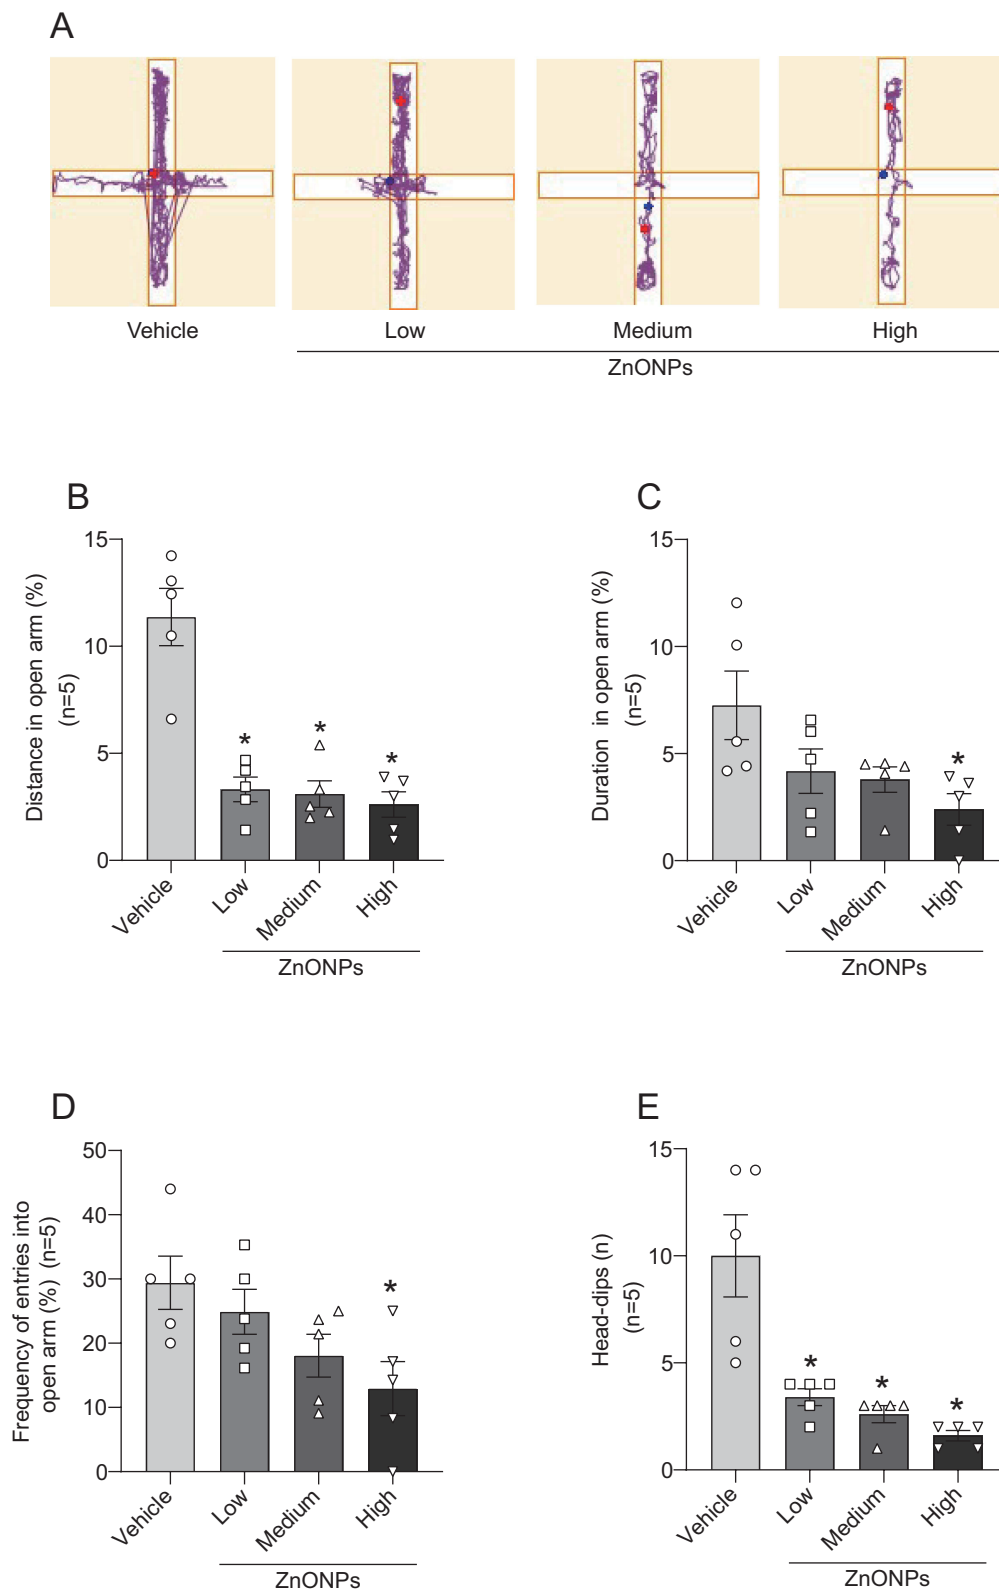 A
Vehicle
Low
Medium
High
ZnONPs
B
Distance in open arm (%)
(n=5)
15
10
5
0
*
*
*
Vehicle
Low
Medium
High
ZnONPs
C
Duration in open arm (%)
(n=5)
15
10
5
0
*
Vehicle
Low
Medium
High
ZnONPs
D
Frequency of entries into
open arm (%) (n=5)
50
40
30
20
10
0
*
Vehicle
Low
Medium
High
ZnONPs
E
Head-dips (n)
(n=5)
15
10
5
0
*
*
*
Vehicle
Low
Medium
High
ZnONPs